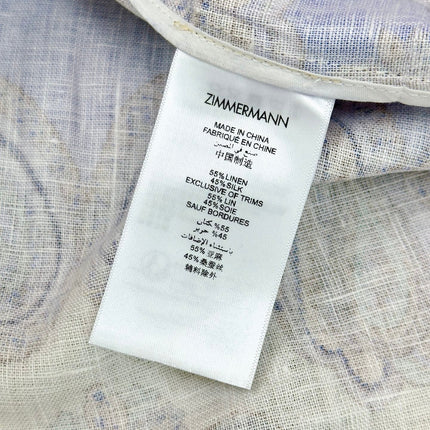 ZIMMERMANN
MADE IN CHINA
FABRIQUÉ EN CHINE
صنع في الصين
中国制造
55%LINEN
45%SILK
EXCLUSIVE OF TRIMS
55%LIN
45%SOIE
SAUF BORDURES
%55 كتان
%45 حرير
باستثناء الإضافات
55%亚麻
45%桑蚕丝
辅料除外